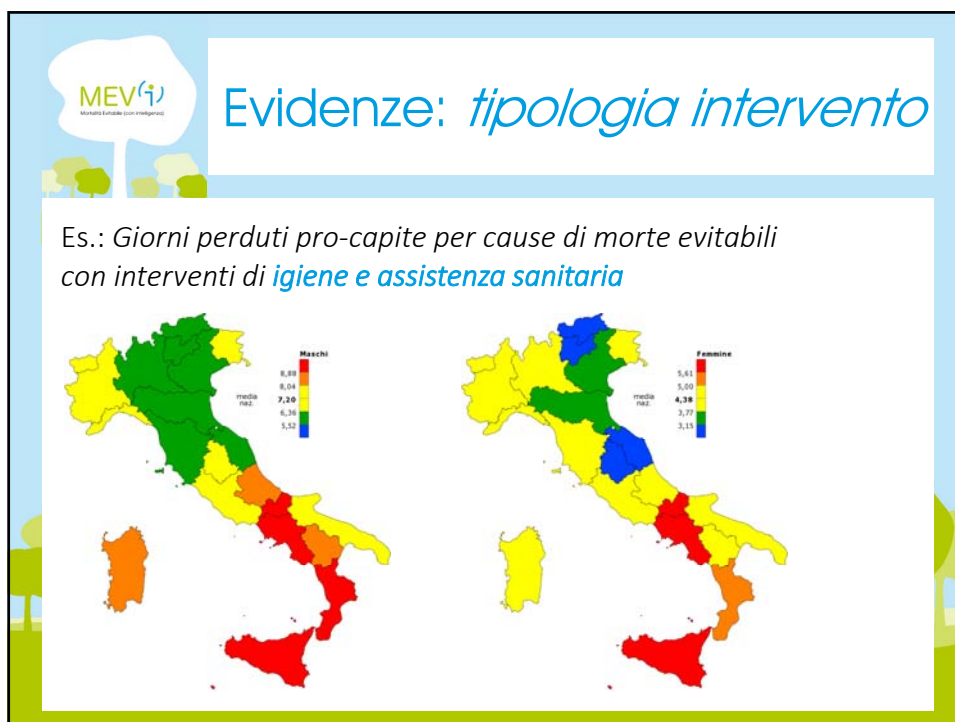 MEV(i)
Mortalità Evitabile (con intelligenza)
Evidenze: tipologia intervento
Es.: Giorni perduti pro-capite per cause di morte evitabili
con interventi di igiene e assistenza sanitaria
Maschi
8,88
8,04
media
naz.
7,20
6,36
5,52
Femmine
5,61
5,00
media
naz.
4,38
3,77
3,15